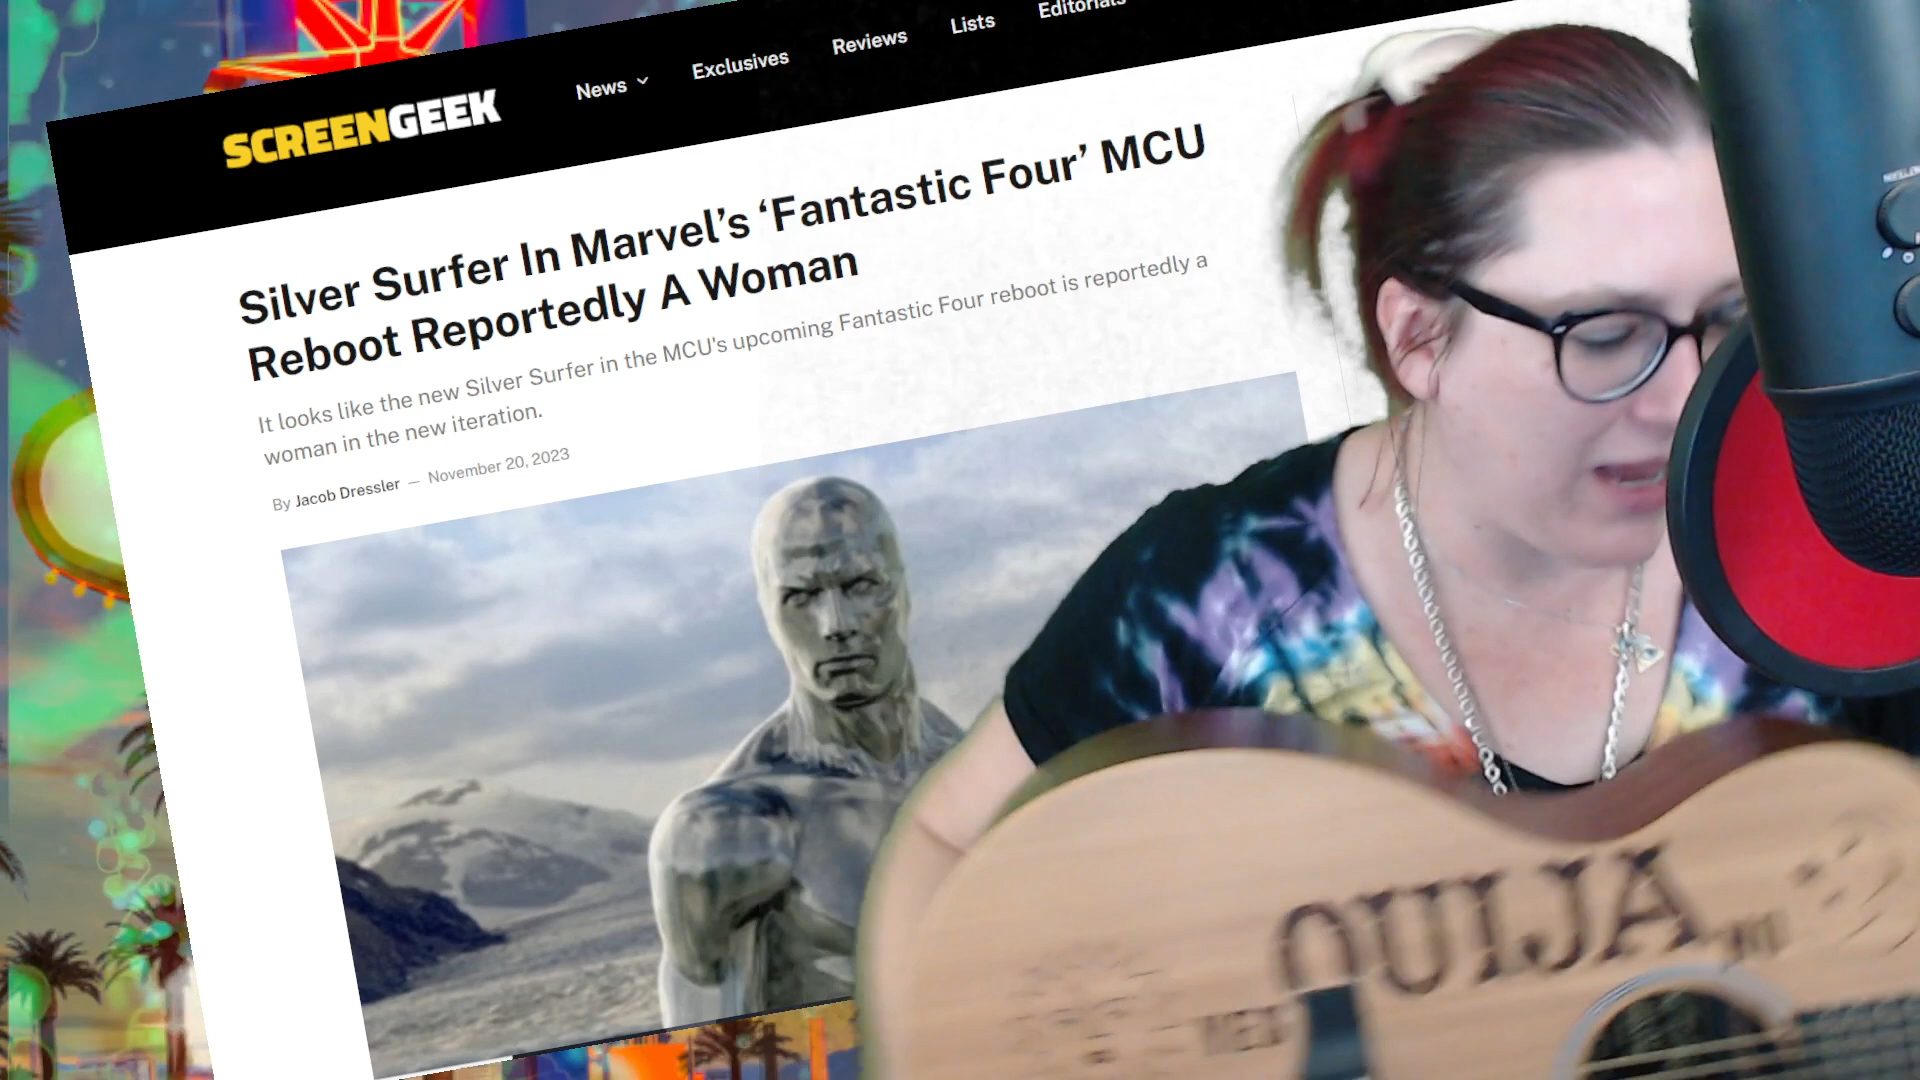 SCREENGEEK
News
Exclusives
Reviews
Lists
Editorials
Silver Surfer In Marvel’s ‘Fantastic Four’ MCU
Reboot Reportedly A Woman
It looks like the new Silver Surfer in the MCU's upcoming Fantastic Four reboot is reportedly a
woman in the new iteration.
By Jacob Dressler — November 20, 2023
OUIJA